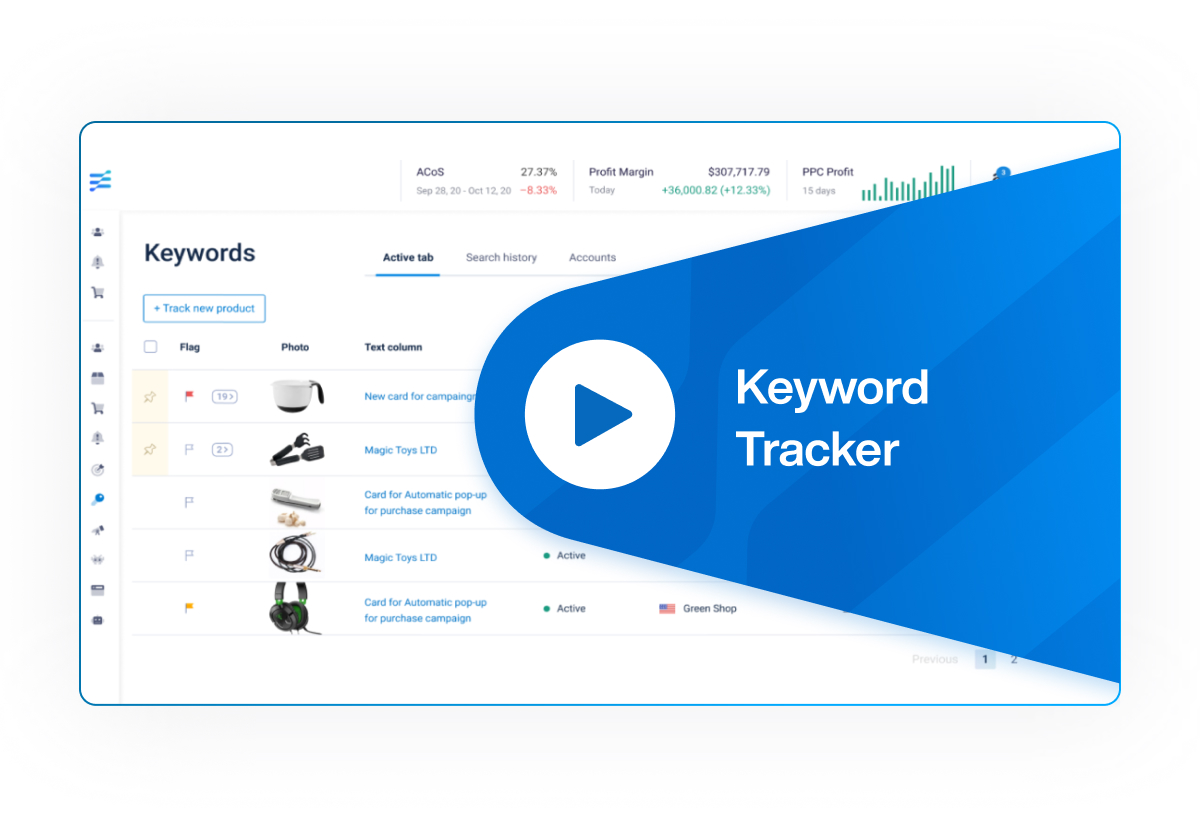 ACoS 27.37%
Sep 28, 20 - Oct 12, 20 −8.33%
Profit Margin $307,717.79
Today +36,000.82 (+12.33%)
PPC Profit
15 days
3
Keywords
Active tab Search history Accounts
+ Track new product
Flag Photo Text column
19 >
New card for campaing
2 >
Magic Toys LTD
Card for Automatic pop-up
for purchase campaign
Magic Toys LTD
Active
Card for Automatic pop-up
for purchase campaign
Active
Green Shop
Previous 1 2
Keyword
Tracker